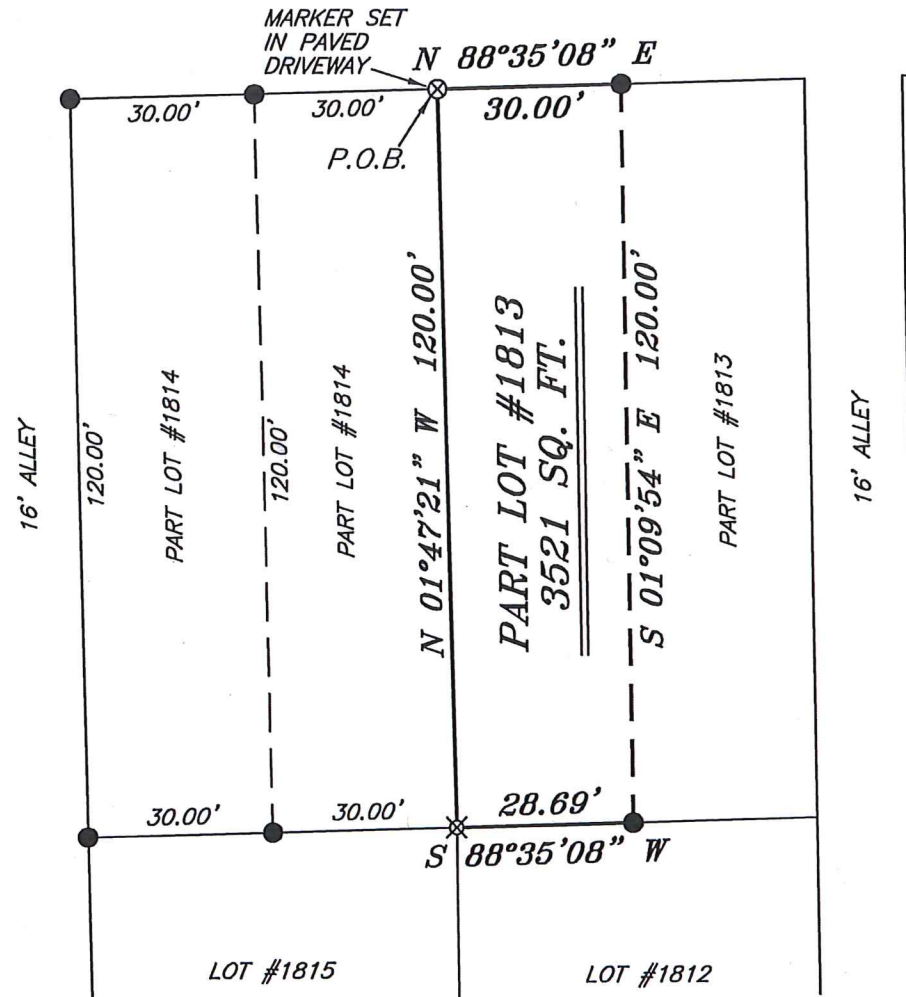 MARKER SET
IN PAVED
DRIVEWAY
N 88°35'08" E
30.00'
30.00'
30.00'
P.O.B.
16' ALLEY
120.00'
PART LOT #1814
120.00'
PART LOT #1814
N 01°47'21" W 120.00'
PART LOT #1813
3521 SQ. FT.
S 01°09'54" E 120.00'
PART LOT #1813
16' ALLEY
30.00'
30.00'
28.69'
S 88°35'08" W
LOT #1815
LOT #1812